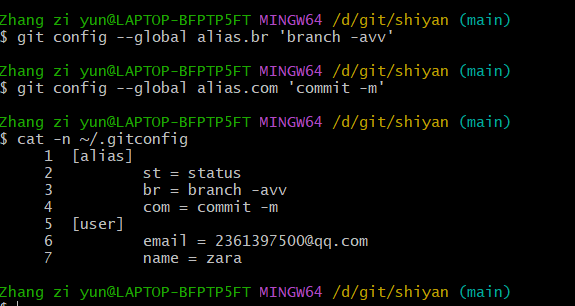 Zhang zi yun@LAPTOP-BFPTP5FT MINGW64 /d/git/shiyan (main)
$ git config --global alias.br 'branch -avv'
Zhang zi yun@LAPTOP-BFPTP5FT MINGW64 /d/git/shiyan (main)
$ git config --global alias.com 'commit -m'
Zhang zi yun@LAPTOP-BFPTP5FT MINGW64 /d/git/shiyan (main)
$ cat -n ~/.gitconfig
1 [alias]
2 st = status
3 br = branch -avv
4 com = commit -m
5 [user]
6 email = 2361397500@qq.com
7 name = zara
Zhang zi yun@LAPTOP-BFPTP5FT MINGW64 /d/git/shiyan (main)